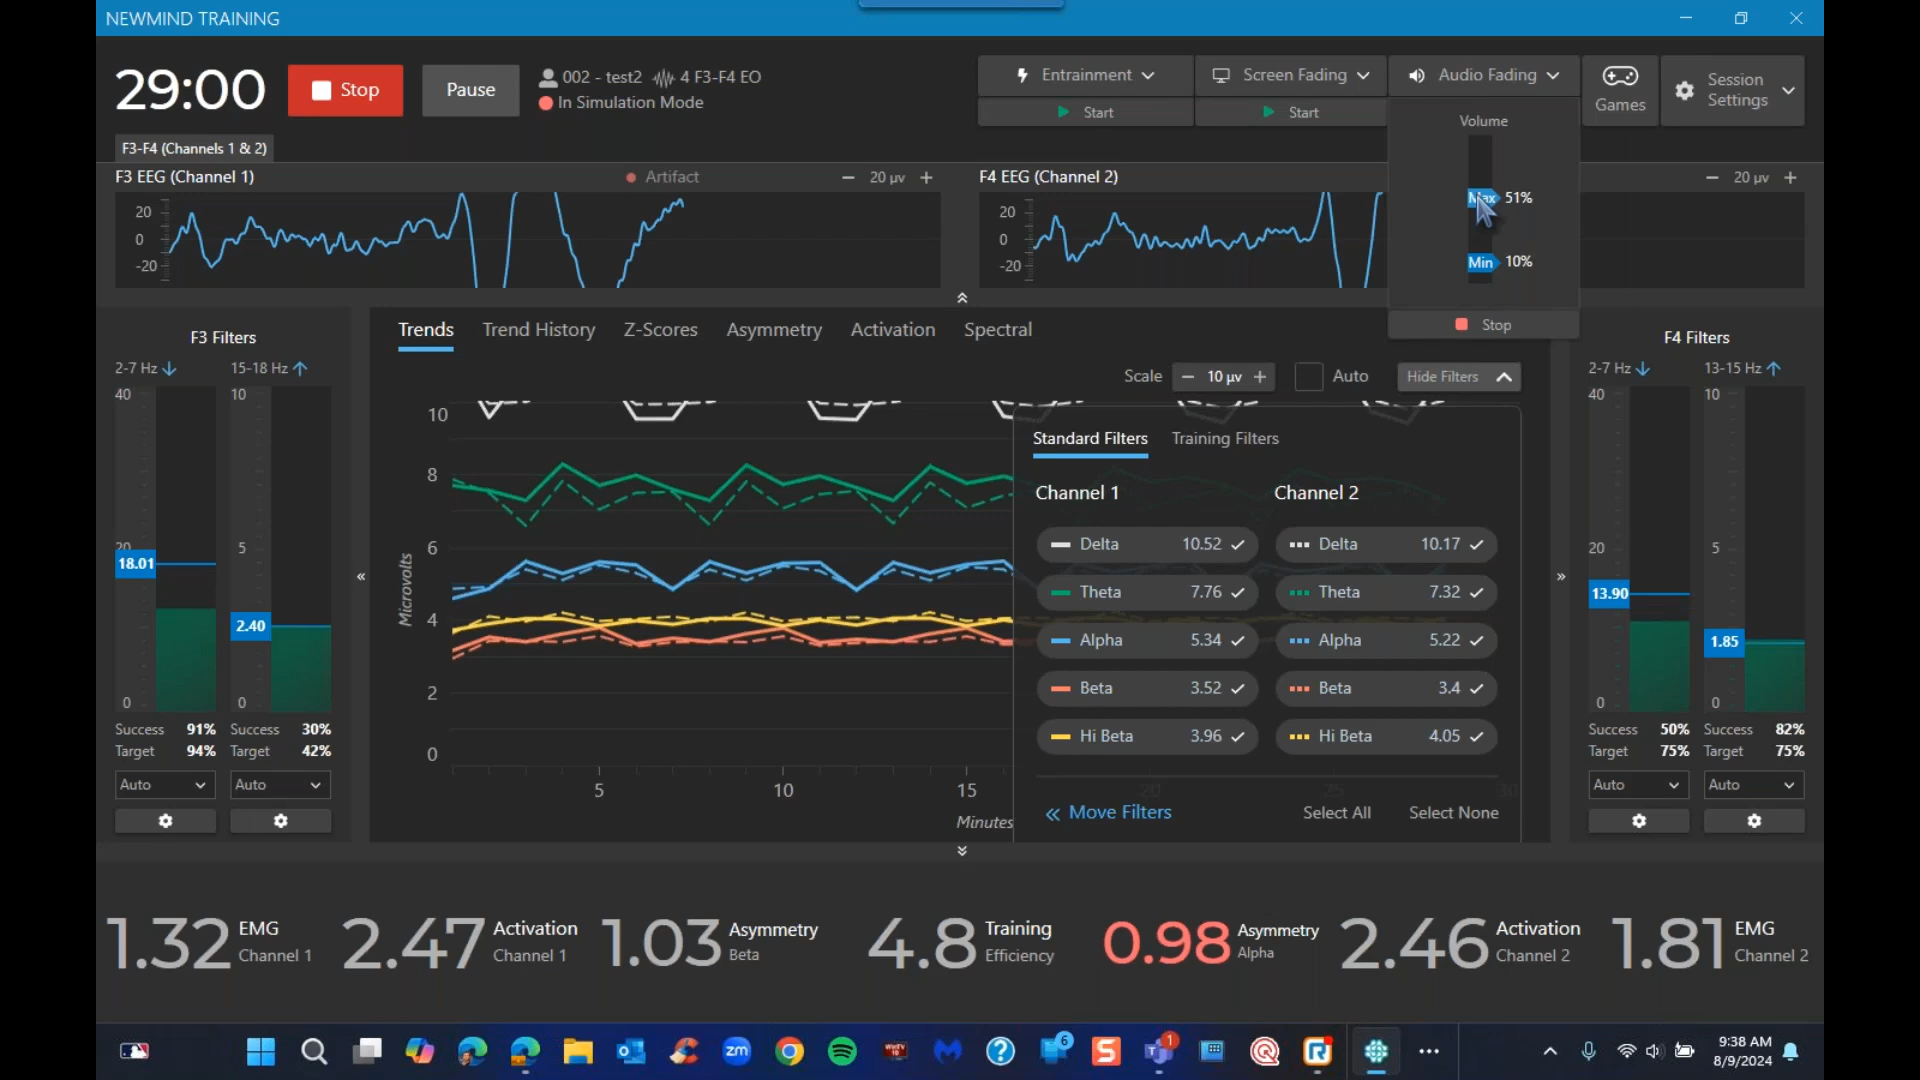 NEWMIND TRAINING
29:00
Stop
Pause
002 - test2 4 F3-F4 EO
In Simulation Mode
Entrainment
Start
Screen Fading
Start
Audio Fading
Games
Session
Settings
Volume
Max 51%
Min 10%
Stop
F3-F4 (Channels 1 & 2)
F3 EEG (Channel 1)
Artifact
20 µv
20
0
-20
F4 EEG (Channel 2)
20 µv
20
0
-20
F3 Filters
2-7 Hz
15-18 Hz
40
20
0
18.01
10
5
0
2.40
Success 91%
Target 94%
Success 30%
Target 42%
Auto
Auto
Trends
Trend History
Z-Scores
Asymmetry
Activation
Spectral
Scale
10 µv
Auto
Hide Filters
Microvolts
10
8
6
4
2
0
5
10
15
20
25
30
Minutes
Standard Filters
Training Filters
Channel 1
Channel 2
Delta 10.52
Delta 10.17
Theta 7.76
Theta 7.32
Alpha 5.34
Alpha 5.22
Beta 3.52
Beta 3.4
Hi Beta 3.96
Hi Beta 4.05
Move Filters
Select All
Select None
F4 Filters
2-7 Hz
13-15 Hz
40
20
0
13.90
10
5
0
1.85
Success 50%
Target 75%
Success 82%
Target 75%
Auto
Auto
1.32 EMG
Channel 1
2.47 Activation
Channel 1
1.03 Asymmetry
Beta
4.8 Training
Efficiency
0.98 Asymmetry
Alpha
2.46 Activation
Channel 2
1.81 EMG
Channel 2
zm
6
1
9:38 AM
8/9/2024